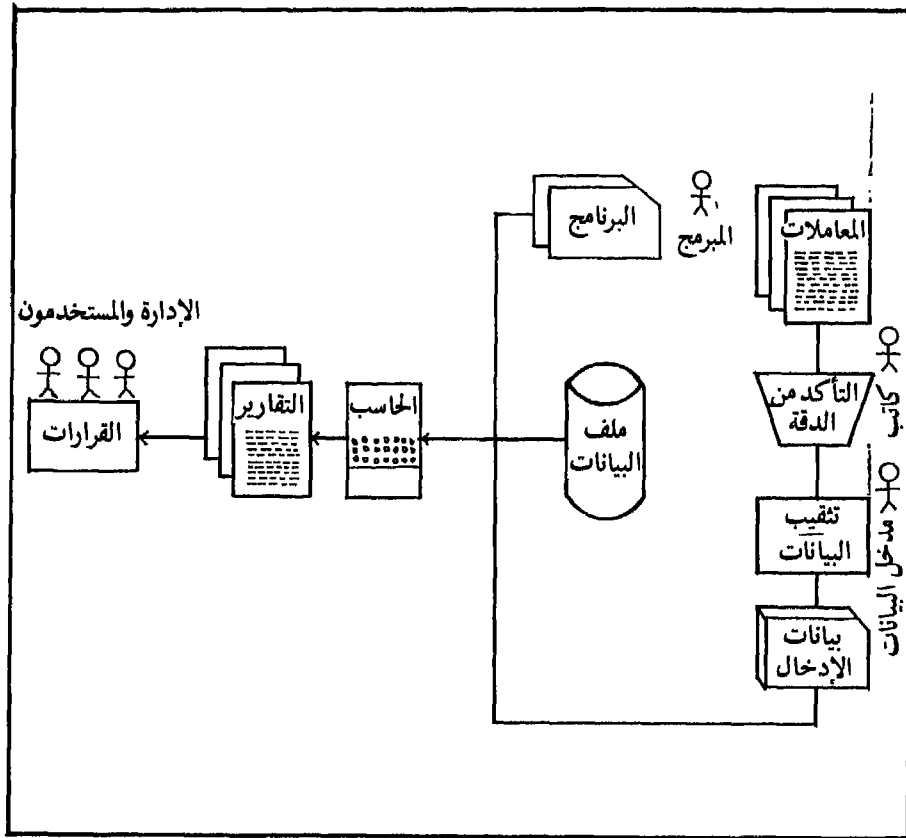 المعاملات
المبرمج
البرنامج
كاتب
التأكد من
الدقة
مدخل البيانات
تثقيب
البيانات
بيانات
الإدخال
ملف
البيانات
الحاسب
التقارير
الإدارة والمستخدمون
القرارات